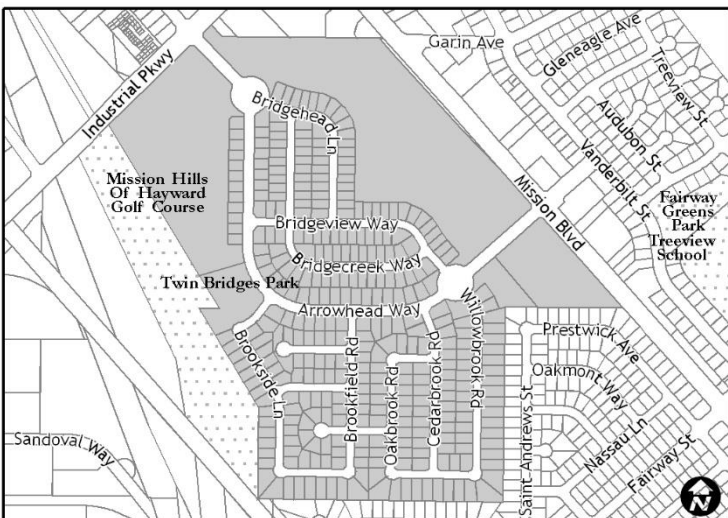 Garin Ave
Gleneagle Ave
Treeview St
Industrial Pkwy
Bridgehead Ln
Audubon St
Vanderbilt St
Mission Hills
Of Hayward
Golf Course
Mission Blvd
Fairway
Greens
Park
Treeview
School
Bridgeview Way
Bridgecreek Way
Twin Bridges Park
Arrowhead Way
Willowbrook Rd
Prestwick Ave
Brookside Ln
Brookfield Rd
Oakbrook Rd
Cedarbrook Rd
Oakmont Way
Saint Andrews St
Nassau Ln
Fairway St
Sandoval Way
N